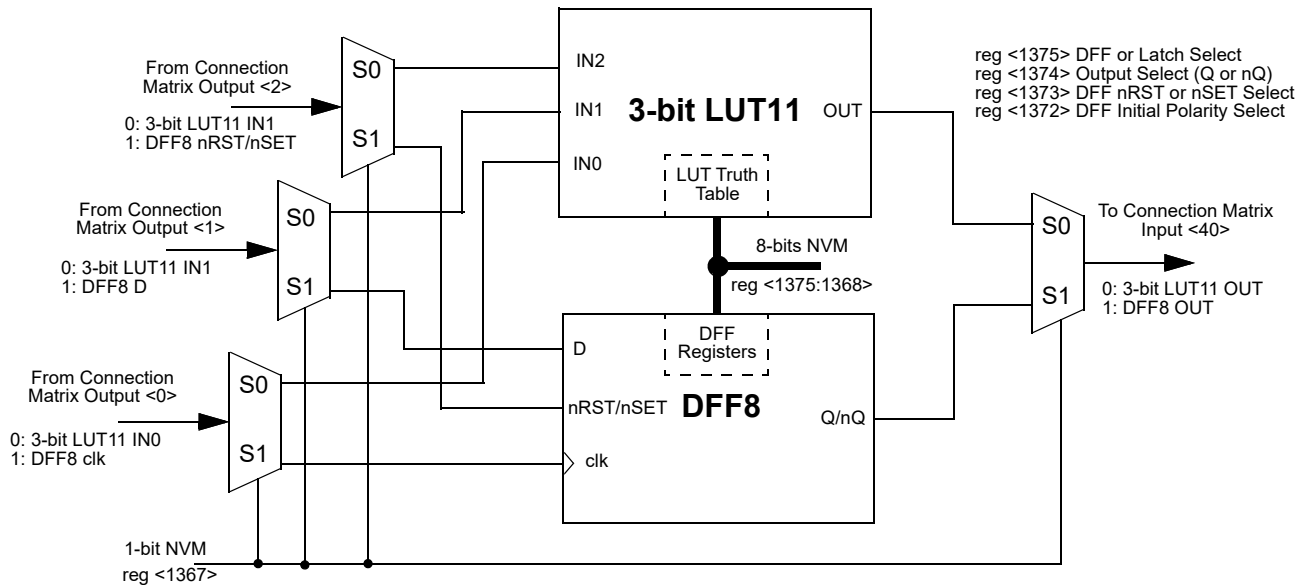 From Connection
Matrix Output <2>
0: 3-bit LUT11 IN1
1: DFF8 nRST/nSET
S0
S1
IN2
IN1
IN0
3-bit LUT11
OUT
LUT Truth
Table
reg <1375> DFF or Latch Select
reg <1374> Output Select (Q or nQ)
reg <1373> DFF nRST or nSET Select
reg <1372> DFF Initial Polarity Select
From Connection
Matrix Output <1>
0: 3-bit LUT11 IN1
1: DFF8 D
S0
S1
8-bits NVM
reg <1375:1368>
S0
S1
To Connection Matrix
Input <40>
0: 3-bit LUT11 OUT
1: DFF8 OUT
From Connection
Matrix Output <0>
0: 3-bit LUT11 IN0
1: DFF8 clk
S0
S1
D
nRST/nSET
clk
DFF
Registers
DFF8
Q/nQ
1-bit NVM
reg <1367>